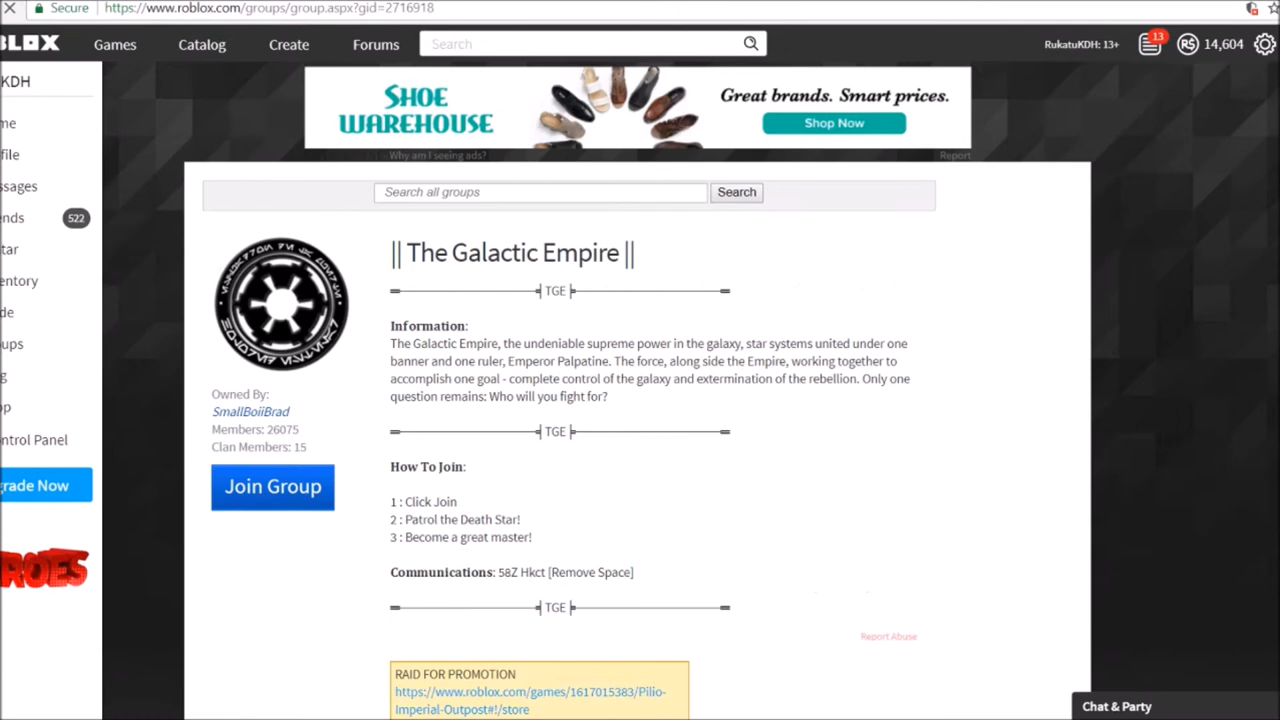 Secure https://www.roblox.com/groups/group.aspx?gid=2716918
BLOX Games Catalog Create Forums Search RukatuKDH: 13+ 13 R$ 14,604
KDH
me
file
ssages
ends 522
tar
entory
de
ups
g
p
ntrol Panel
grade Now
ROES
SHOE
WAREHOUSE
Great brands. Smart prices.
Shop Now
Why am I seeing ads? Report
Search all groups Search
|| The Galactic Empire ||
TGE
Information:
The Galactic Empire, the undeniable supreme power in the galaxy, star systems united under one
banner and one ruler, Emperor Palpatine. The force, along side the Empire, working together to
accomplish one goal - complete control of the galaxy and extermination of the rebellion. Only one
question remains: Who will you fight for?
TGE
How To Join:
1 : Click Join
2 : Patrol the Death Star!
3 : Become a great master!
Communications: 58Z Hkct [Remove Space]
TGE
Owned By:
SmallBoiiBrad
Members: 26075
Clan Members: 15
Join Group
Report Abuse
RAID FOR PROMOTION
https://www.roblox.com/games/1617015383/Pilio-
Imperial-Outpost#!/store
Chat & Party